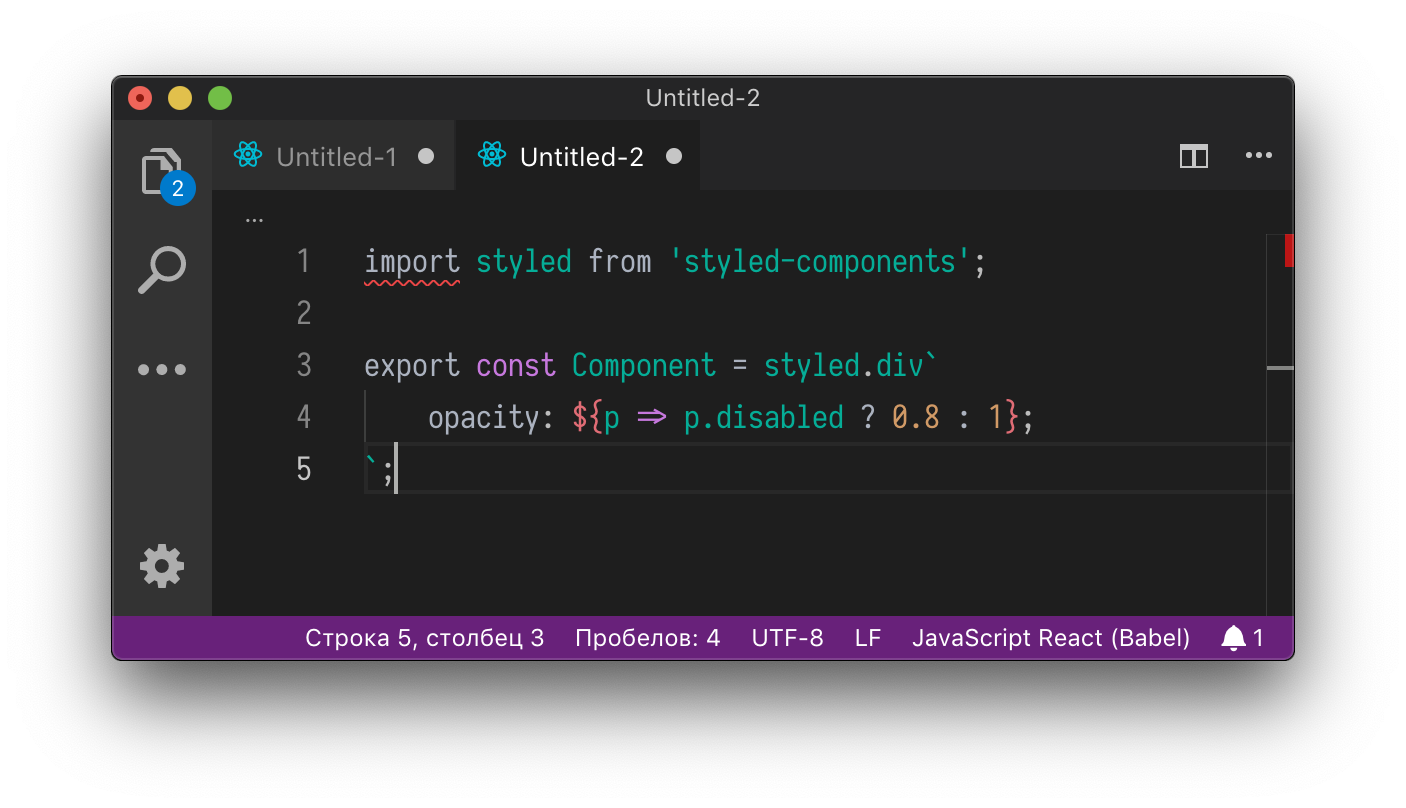 Untitled-2
Untitled-1 Untitled-2
2
...
1 import styled from 'styled-components';
2
3 export const Component = styled.div`
4     opacity: ${p => p.disabled ? 0.8 : 1};
5 `;
Строка 5, столбец 3 Пробелов: 4 UTF-8 LF JavaScript React (Babel) 1